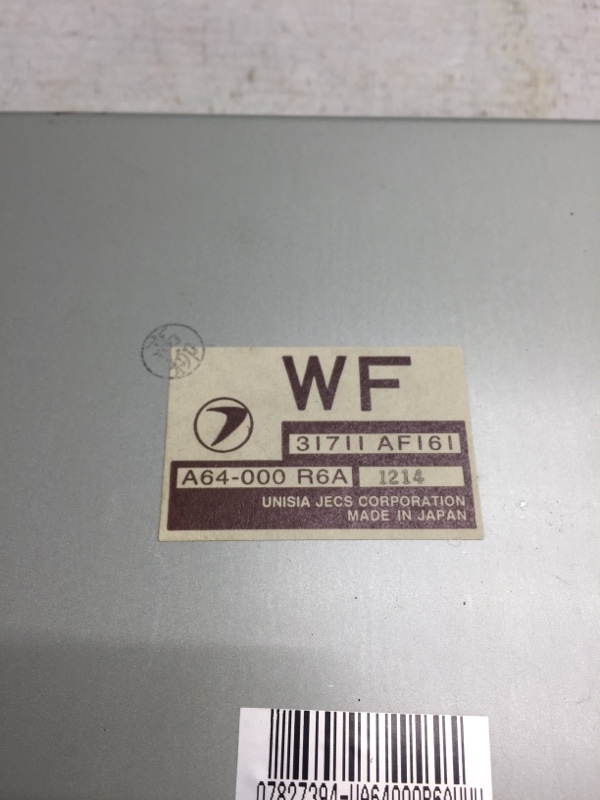 WF
31711 AF161
A64-000 R6A 1214
UNISIA JECS CORPORATION
MADE IN JAPAN